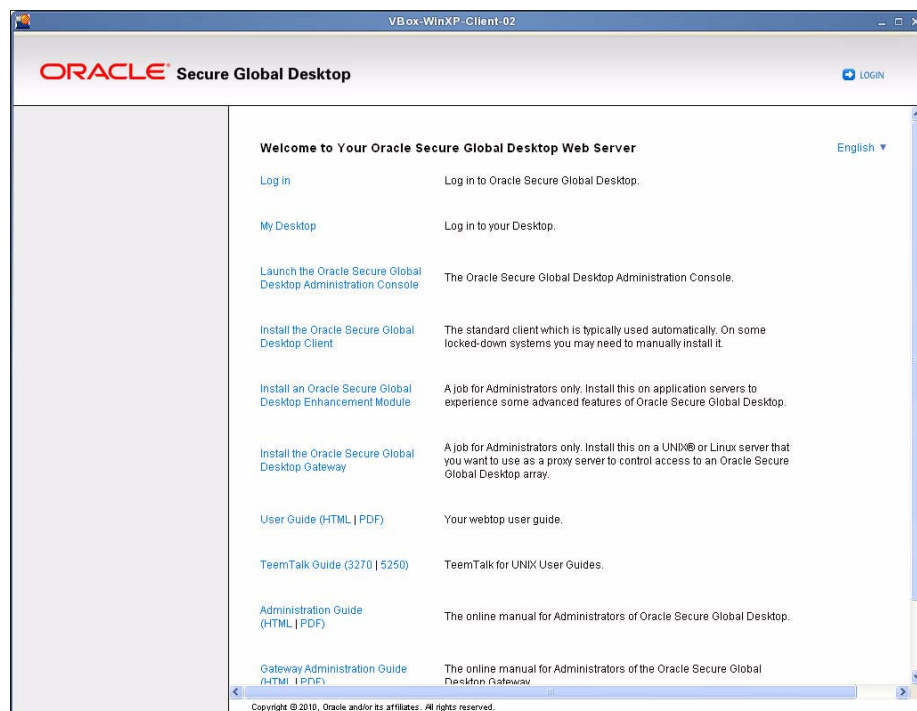 VBox-WinXP-Client-02
ORACLE® Secure Global Desktop
LOGIN
Welcome to Your Oracle Secure Global Desktop Web Server
English
Log in
Log in to Oracle Secure Global Desktop.
My Desktop
Log in to your Desktop.
Launch the Oracle Secure Global
Desktop Administration Console
The Oracle Secure Global Desktop Administration Console.
Install the Oracle Secure Global
Desktop Client
The standard client which is typically used automatically. On some
locked-down systems you may need to manually install it.
Install an Oracle Secure Global
Desktop Enhancement Module
A job for Administrators only. Install this on application servers to
experience some advanced features of Oracle Secure Global Desktop.
Install the Oracle Secure Global
Desktop Gateway
A job for Administrators only. Install this on a UNIX® or Linux server that
you want to use as a proxy server to control access to an Oracle Secure
Global Desktop array.
User Guide (HTML | PDF)
Your webtop user guide.
TeemTalk Guide (3270 | 5250)
TeemTalk for UNIX User Guides.
Administration Guide
(HTML | PDF)
The online manual for Administrators of Oracle Secure Global Desktop.
Gateway Administration Guide
(HTML | PDF)
The online manual for Administrators of the Oracle Secure Global
Desktop Gateway
Copyright © 2010, Oracle and/or its affiliates. All rights reserved.